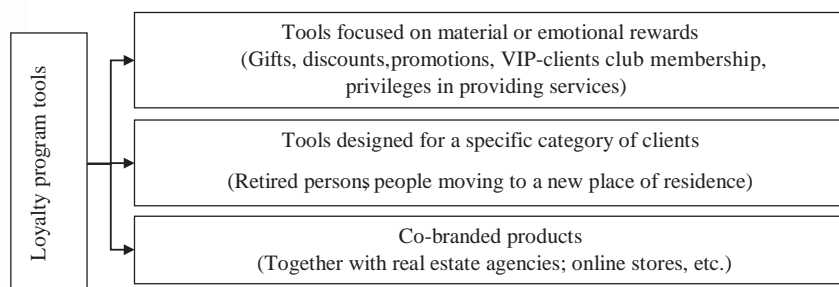 Loyalty program tools
Tools focused on material or emotional rewards
(Gifts, discounts,promotions, VIP-clients club membership,
privileges in providing services)
Tools designed for a specific category of clients
(Retired person; people moving to a new place of residence)
Co-branded products
(Together with real estate agencies; online stores, etc.)